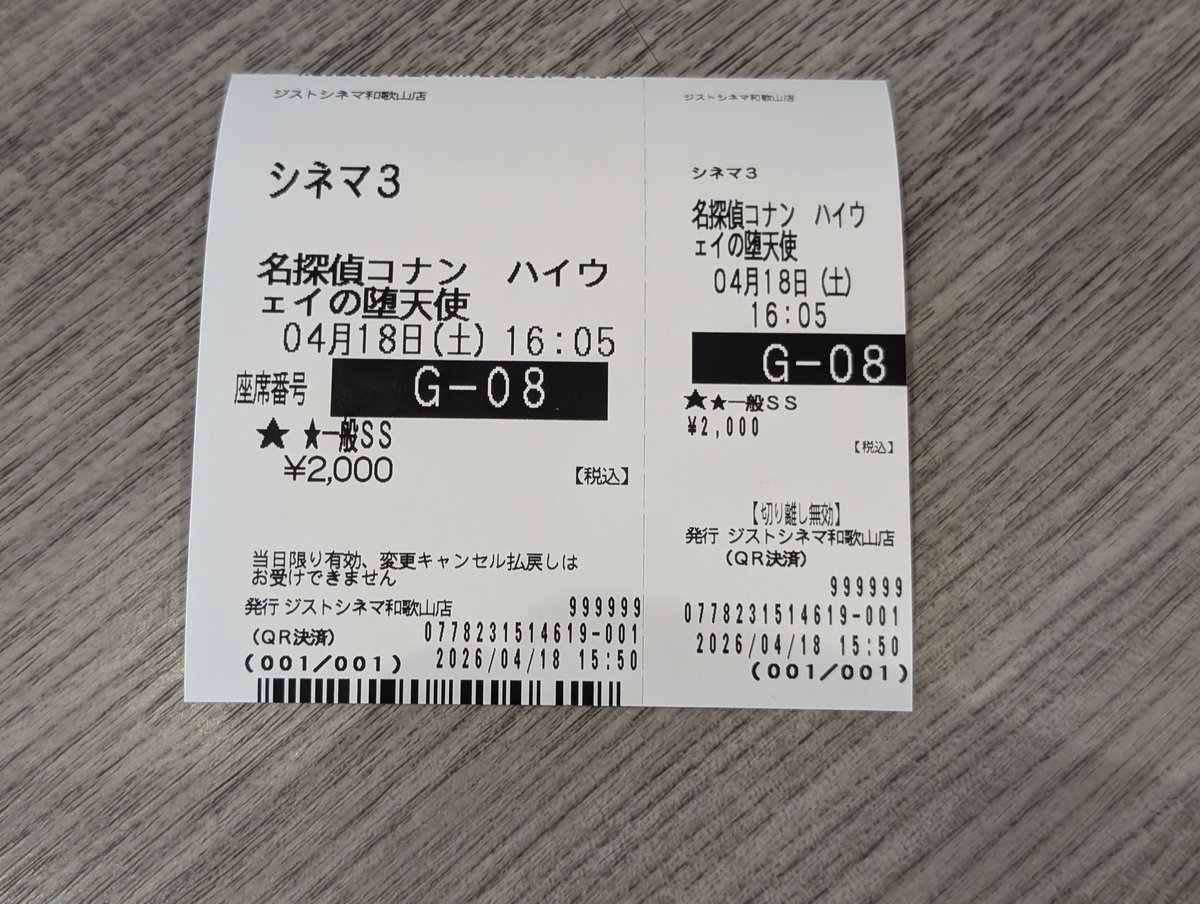 ジストシネマ和歌山店
シネマ3
名探偵コナン ハイウ
ェイの堕天使
04月18日(土) 16:05
座席番号 G-08
★ ★一般SS
¥2,000 【税込】
当日限り有効、変更キャンセル払戻しは
お受けできません
発行 ジストシネマ和歌山店 999999
(QR決済) 0778231514619-001
(001/001) 2026/04/18 15:50
ジストシネマ和歌山店
シネマ3
名探偵コナン ハイウ
ェイの堕天使
04月18日(土)
16:05
G-08
★★一般SS
¥2,000
【税込】
【切り離し無効】
発行 ジストシネマ和歌山店
(QR決済)
999999
0778231514619-001
2026/04/18 15:50
(001/001)